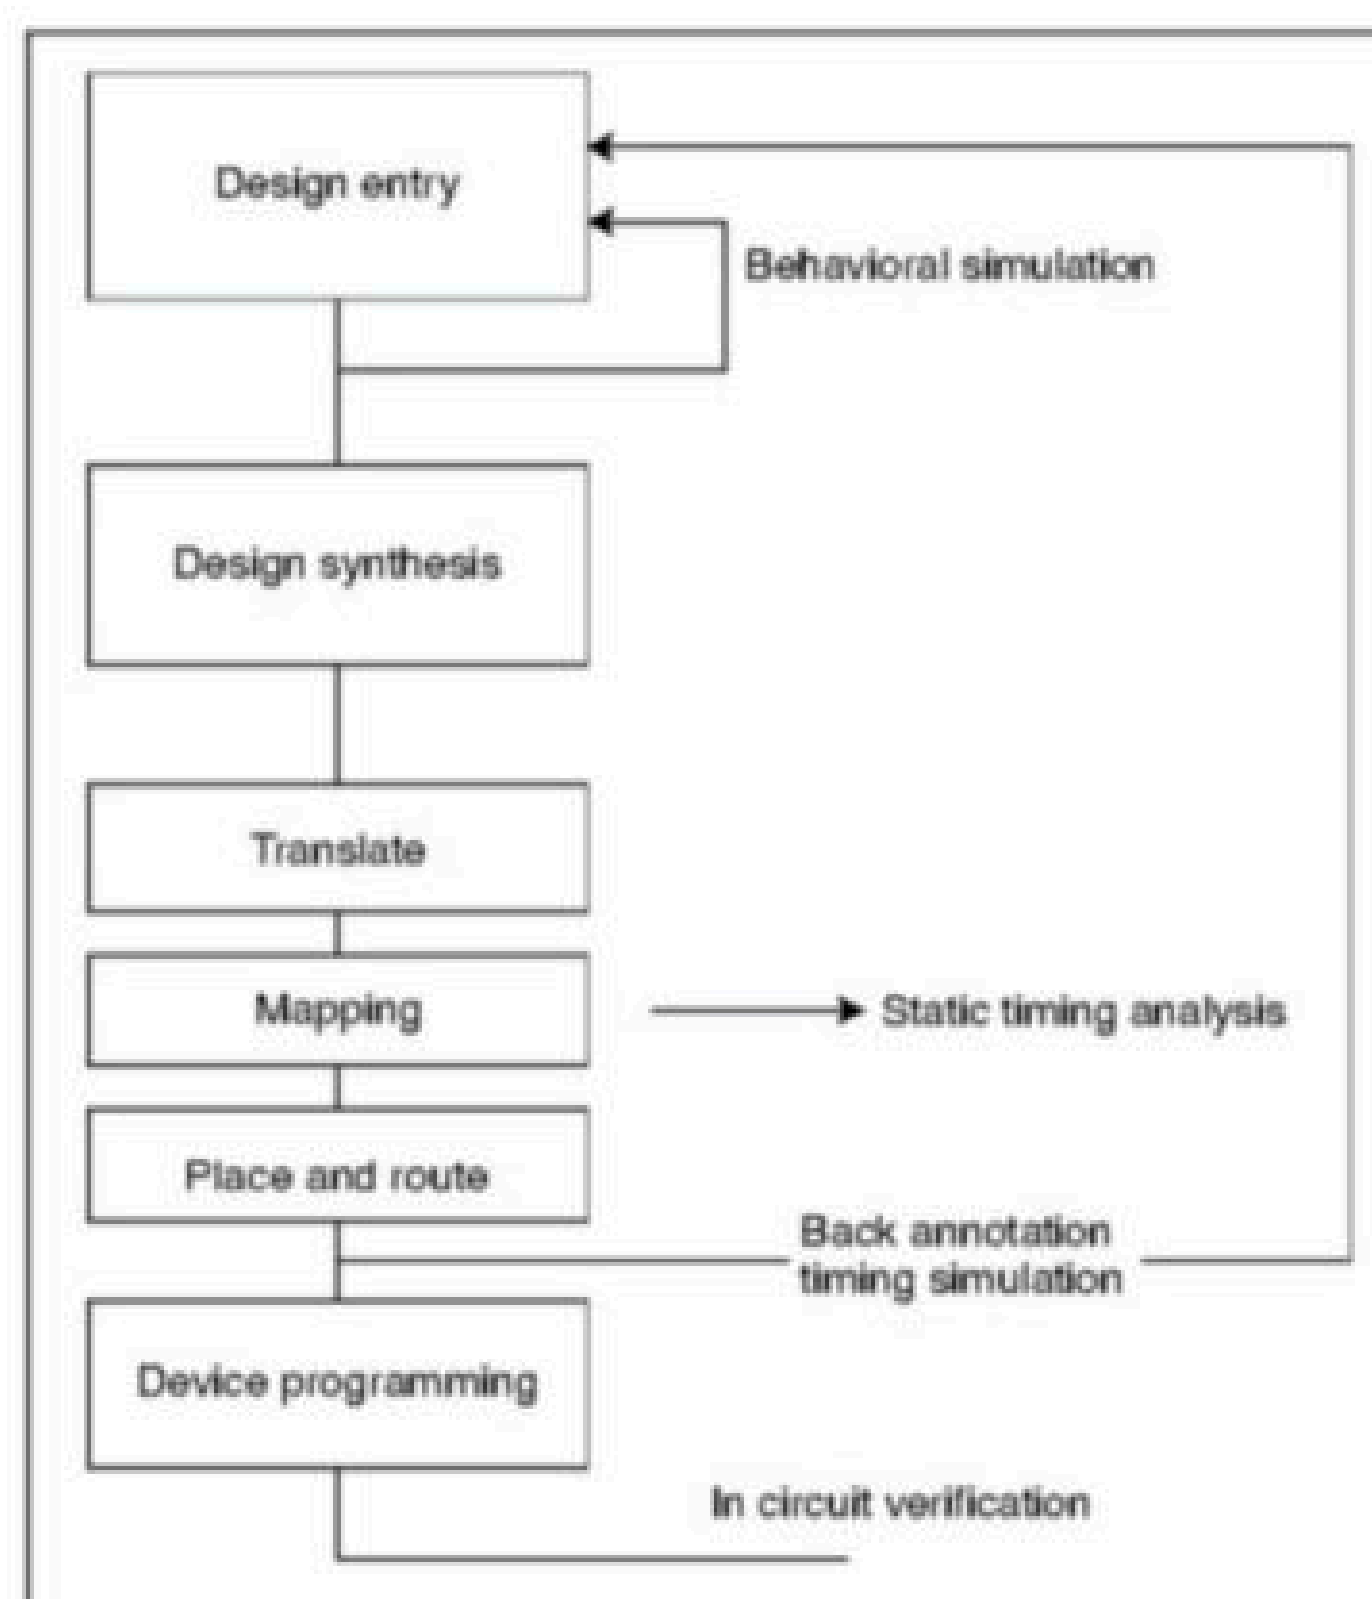 Design entry
Behavioral simulation
Design synthesis
Translate
Mapping
Static timing analysis
Place and route
Back annotation
timing simulation
Device programming
In circuit verification